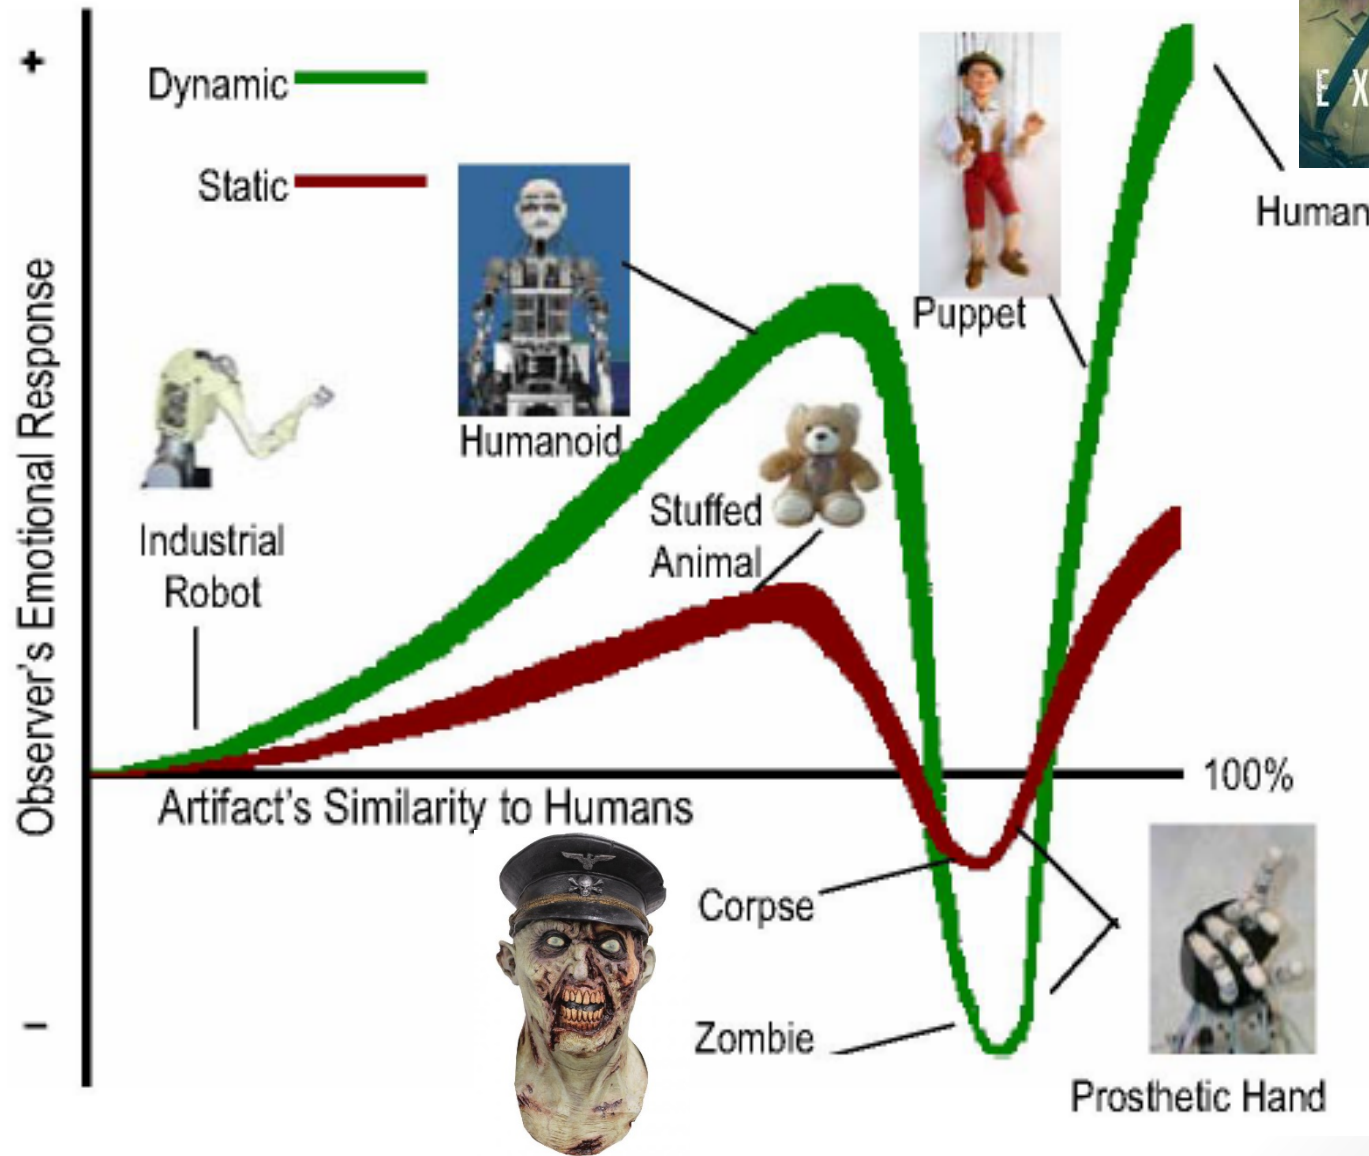 +
Dynamic
Static
E X
Human
Puppet
Humanoid
Stuffed
Animal
Industrial
Robot
Observer's Emotional Response
100%
Artifact's Similarity to Humans
Corpse
Zombie
–
Prosthetic Hand